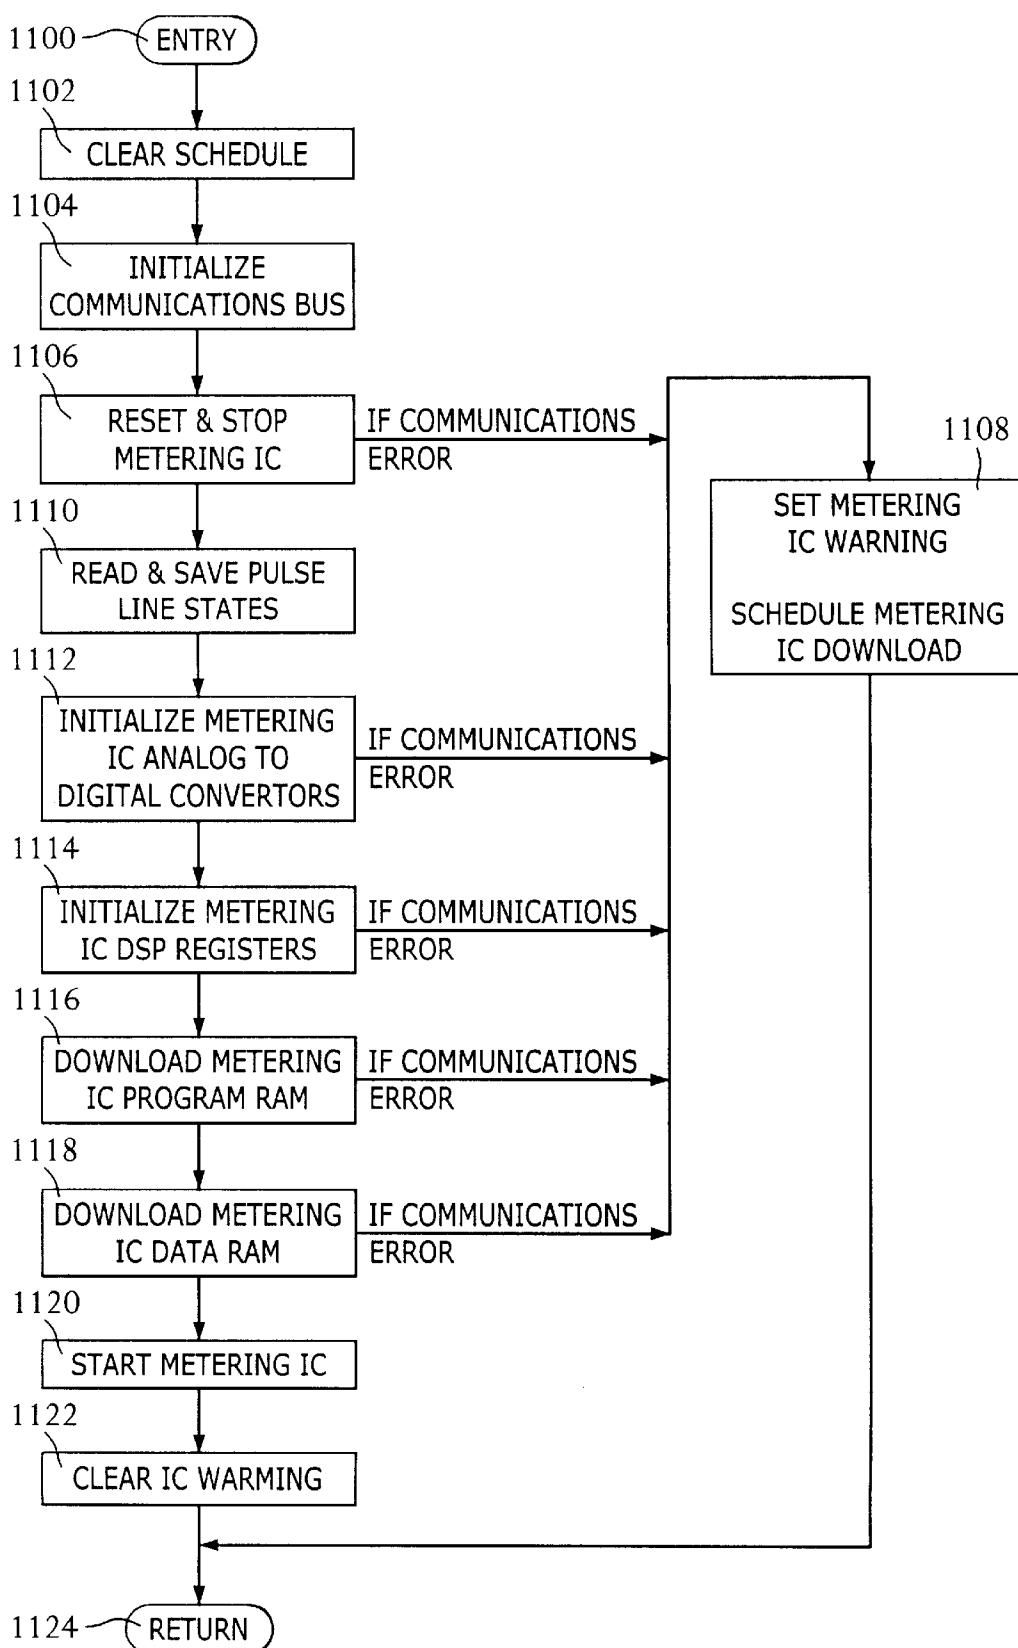 1100
ENTRY
1102
CLEAR SCHEDULE
1104
INITIALIZE
COMMUNICATIONS BUS
1106
RESET & STOP
METERING IC
IF COMMUNICATIONS
ERROR
1108
SET METERING
IC WARNING
SCHEDULE METERING
IC DOWNLOAD
1110
READ & SAVE PULSE
LINE STATES
1112
INITIALIZE METERING
IC ANALOG TO
DIGITAL CONVERTORS
IF COMMUNICATIONS
ERROR
1114
INITIALIZE METERING
IC DSP REGISTERS
IF COMMUNICATIONS
ERROR
1116
DOWNLOAD METERING
IC PROGRAM RAM
IF COMMUNICATIONS
ERROR
1118
DOWNLOAD METERING
IC DATA RAM
IF COMMUNICATIONS
ERROR
1120
START METERING IC
1122
CLEAR IC WARMING
1124
RETURN